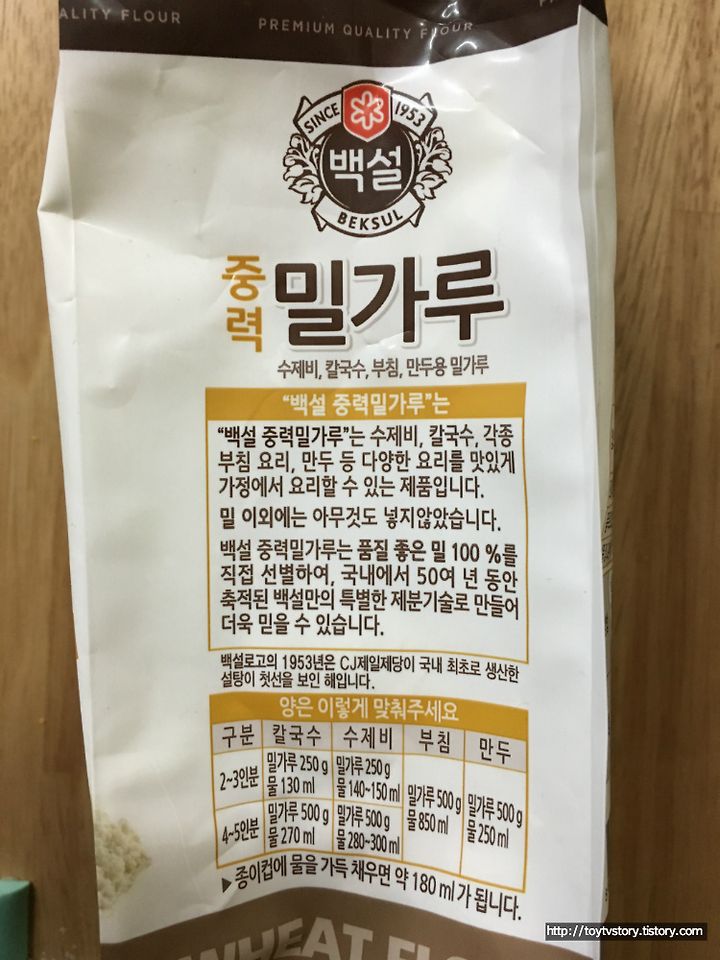 ALITY FLOUR
PREMIUM QUALITY FLOUR
SINCE 1953
백설
BEKSUL
중력 밀가루
수제비, 칼국수, 부침, 만두용 밀가루
“백설 중력밀가루”는
“백설 중력밀가루”는 수제비, 칼국수, 각종
부침 요리, 만두 등 다양한 요리를 맛있게
가정에서 요리할 수 있는 제품입니다.
밀 이외에는 아무것도 넣지않았습니다.
백설 중력밀가루는 품질 좋은 밀 100 %를
직접 선별하여, 국내에서 50여 년 동안
축적된 백설만의 특별한 제분기술로 만들어
더욱 믿을 수 있습니다.
백설로고의 1953년은 CJ제일제당이 국내 최초로 생산한
설탕이 첫선을 보인 해입니다.
양은 이렇게 맞춰주세요
구분 칼국수 수제비 부침 만두
2~3인분 밀가루 250 g 밀가루 250 g
물 130 ml 물 140~150 ml
밀가루 500 g 밀가루 500 g
물 850 ml 물 250 ml
4~5인분 밀가루 500 g 밀가루 500 g
물 270 ml 물 280~300 ml
▶종이컵에 물을 가득 채우면 약 180 ml가 됩니다.
WHEAT FLO
http://toytvstory.tistory.com